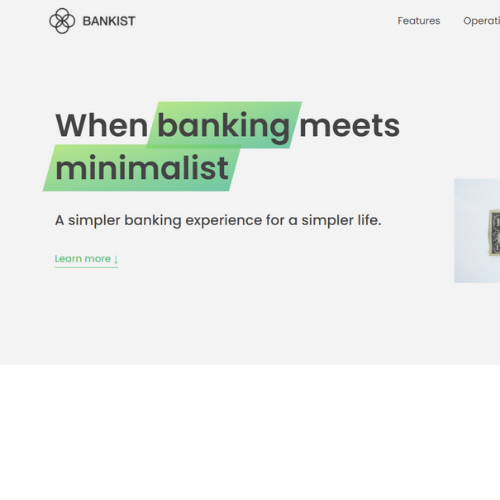 BANKIST
Features
Operati
When banking meets
minimalist
A simpler banking experience for a simpler life.
Learn more ↓